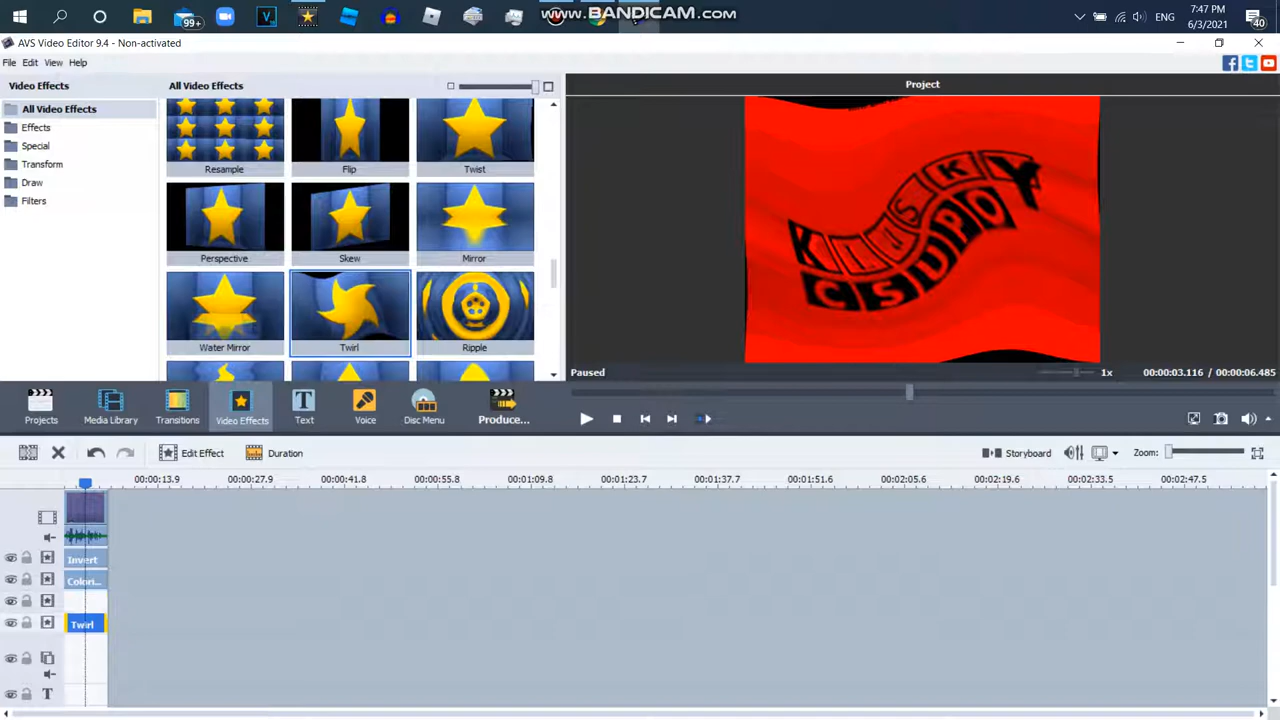 www.BANDICAM.com
99+
ENG
7:47 PM
6/3/2021
40
AVS Video Editor 9.4 - Non-activated
File Edit View Help
Video Effects
All Video Effects
Project
All Video Effects
Effects
Special
Transform
Draw
Filters
Resample
Flip
Twist
Perspective
Skew
Mirror
Water Mirror
Twirl
Ripple
KLASKY
CSUPO
Paused
1x
00:00:03.116 / 00:00:06.485
Projects
Media Library
Transitions
Video Effects
Text
Voice
Disc Menu
Produce...
Edit Effect
Duration
Storyboard
Zoom:
00:00:13.9
00:00:27.9
00:00:41.8
00:00:55.8
00:01:09.8
00:01:23.7
00:01:37.7
00:01:51.6
00:02:05.6
00:02:19.6
00:02:33.5
00:02:47.5
Invert
Colori...
Twirl
T